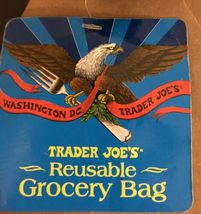 WASHINGTON DC TRADER JOE'S
TRADER JOE'S®
Reusable
Grocery Bag